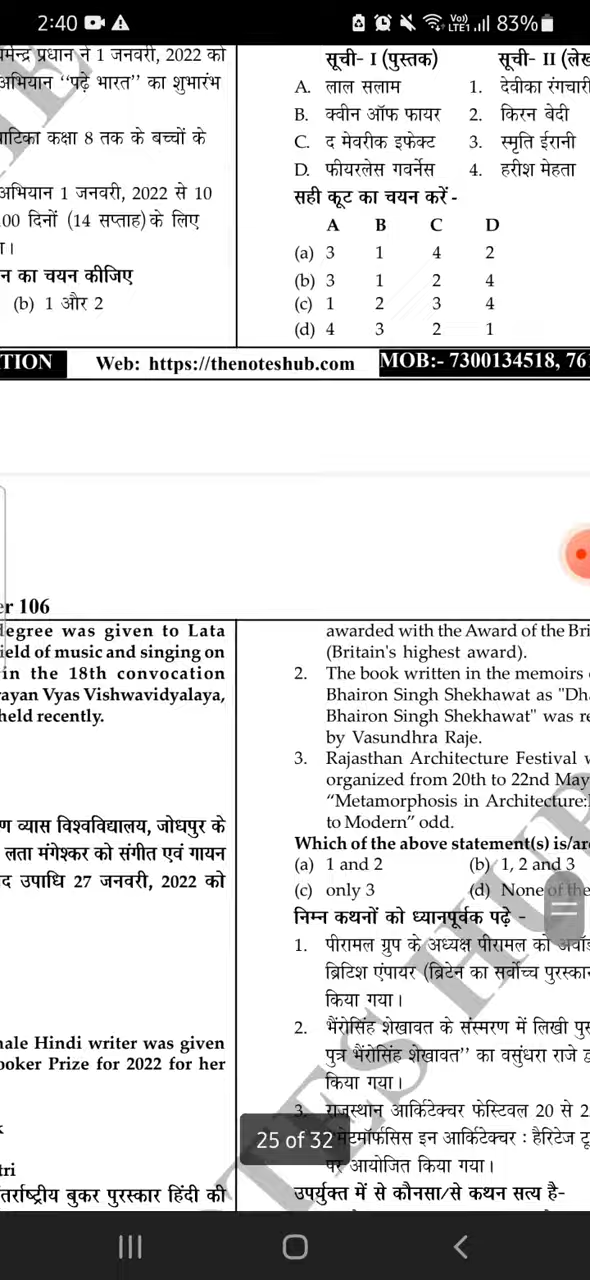 2:40
Vo)) LTE1 83%
धर्मेन्द्र प्रधान ने 1 जनवरी, 2022 को
अभियान “पढ़े भारत” का शुभारंभ
कक्षा 8 तक के बच्चों के
अभियान 1 जनवरी, 2022 से 10
00 दिनों (14 सप्ताह) के लिए
न का चयन कीजिए
(b) 1 और 2
सूची- I (पुस्तक) सूची- II
A. लाल सलाम 1. देवीका रंगचारी
B. क्वीन ऑफ फायर 2. किरन बेदी
C. द मेवरीक इफेक्ट 3. स्मृति ईरानी
D. फीयरलेस गवर्नेस 4. हरीश मेहता
सही कूट का चयन करें -
A B C D
(a) 3 1 4 2
(b) 3 1 2 4
(c) 1 2 3 4
(d) 4 3 2 1
TION Web: https://thenoteshub.com MOB:- 7300134518, 76
er 106
degree was given to Lata
ield of music and singing on
in the 18th convocation
ayan Vyas Vishwavidyalaya,
held recently.
ण व्यास विश्वविद्यालय, जोधपुर के
लता मंगेश्कर को संगीत एवं गायन
द उपाधि 27 जनवरी, 2022 को
male Hindi writer was given
ooker Prize for 2022 for her
tri
तर्राष्ट्रीय बुकर पुरस्कार हिंदी की
awarded with the Award of the Bri
(Britain's highest award).
2. The book written in the memoirs
Bhairon Singh Shekhawat as "Dh
Bhairon Singh Shekhawat" was re
by Vasundhra Raje.
3. Rajasthan Architecture Festival w
organized from 20th to 22nd May
“Metamorphosis in Architecture:
to Modern” odd.
Which of the above statement(s) is/are
(a) 1 and 2 (b) 1, 2 and 3
(c) only 3 (d) None of the
निम्न कथनों को ध्यानपूर्वक पढ़े -
1. पीरामल ग्रुप के अध्यक्ष पीरामल को अवॉर्ड
ब्रिटिश एंपायर (ब्रिटेन का सर्वोच्च पुरस्कार
किया गया।
2. भैंरोसिंह शेखावत के संस्मरण में लिखी
पुत्र भैंरोसिंह शेखावत” का वसुंधरा राजे
किया गया।
3. राजस्थान आर्किटेक्चर फेस्टिवल 20 से 2
मेटमॉर्फसिस इन आर्किटेक्चर : हैरिटेज टू
पर आयोजित किया गया।
उपर्युक्त में से कौनसा/से कथन सत्य है-
25 of 32